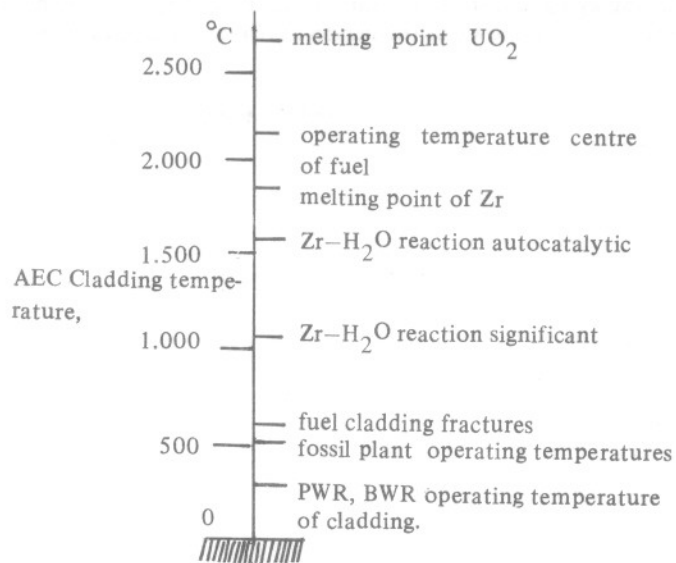 °C melting point UO₂
2.500
operating temperature centre
2.000
of fuel
melting point of Zr
Zr—H₂O reaction autocatalytic
1.500
AEC Cladding tempe-
rature,
Zr—H₂O reaction significant
1.000
fuel cladding fractures
500 fossil plant operating temperatures
PWR, BWR operating temperature
0 of cladding.